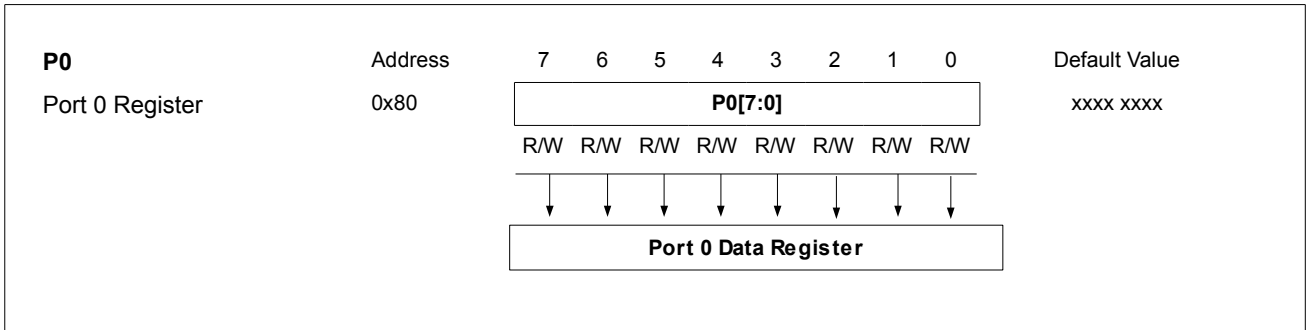 P0 Address 7 6 5 4 3 2 1 0 Default Value
Port 0 Register 0x80 P0[7:0] xxxx xxxx
R/W R/W R/W R/W R/W R/W R/W R/W
Port 0 Data Register